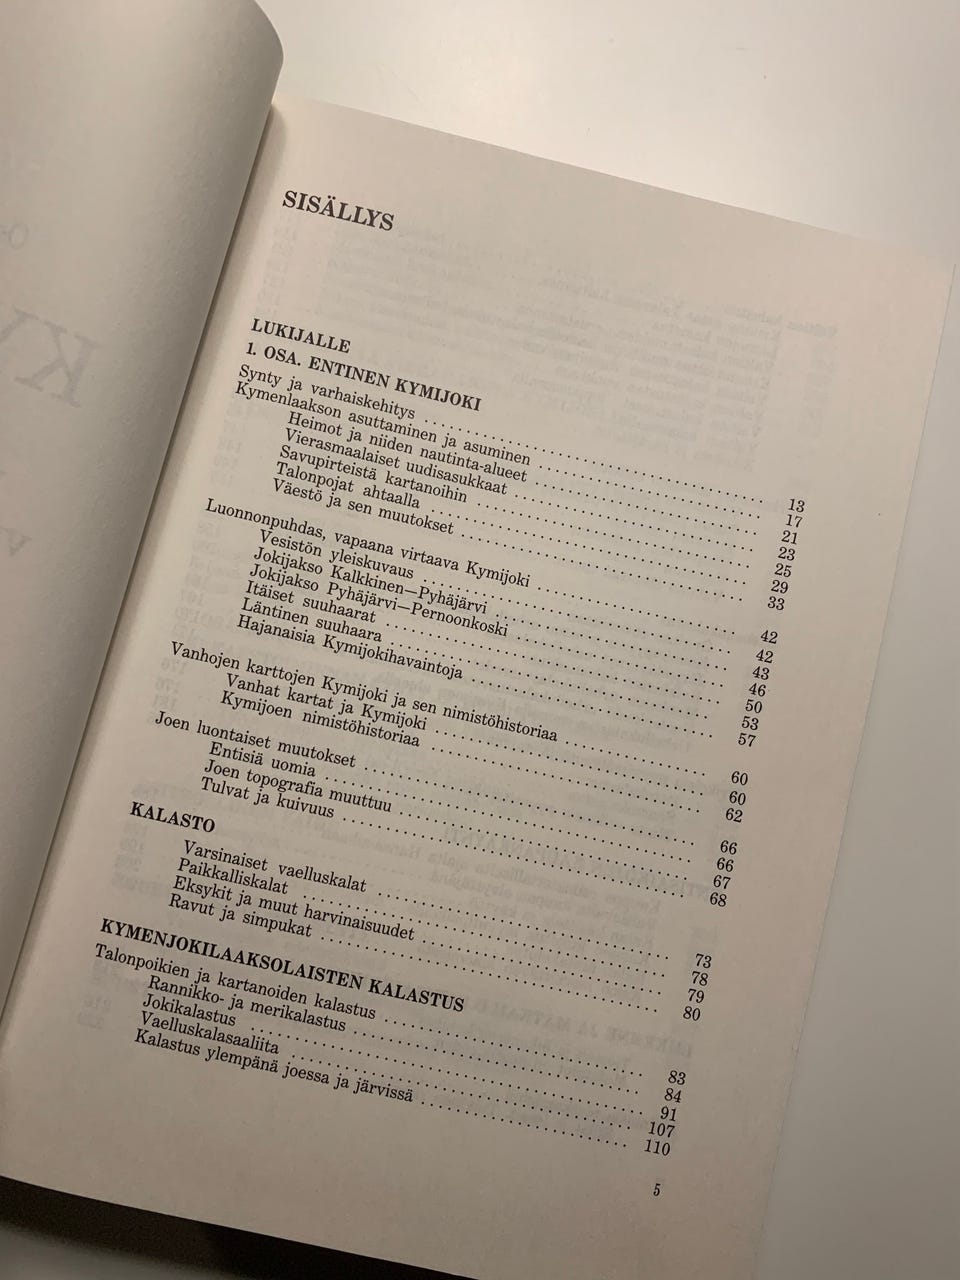 SISÄLLYS
LUKIJALLE
1. OSA. ENTINEN KYMIJOKI
Synty ja varhaiskehitys . . . . . . . . . . . . . . . . . . . . 13
Kymenlaakson asuttaminen ja asuminen . . . . . . . . . . . . . . . . . . . . 17
Heimot ja niiden nautinta-alueet . . . . . . . . . . . . . . . . . . . . 21
Vierasmaalaiset uudisasukkaat . . . . . . . . . . . . . . . . . . . . 23
Savupirteistä kartanoihin . . . . . . . . . . . . . . . . . . . . 25
Talonpojat ahtaalla . . . . . . . . . . . . . . . . . . . . 29
Väestö ja sen muutokset . . . . . . . . . . . . . . . . . . . . 33
Luonnonpuhdas, vapaana virtaava Kymijoki . . . . . . . . . . . . . . . . . . . . 42
Vesistön yleiskuvaus . . . . . . . . . . . . . . . . . . . . 42
Jokijakso Kalkkinen—Pyhäjärvi . . . . . . . . . . . . . . . . . . . . 43
Jokijakso Pyhäjärvi—Pernoonkoski . . . . . . . . . . . . . . . . . . . . 46
Itäiset suuhaarat . . . . . . . . . . . . . . . . . . . . 50
Läntinen suuhaara . . . . . . . . . . . . . . . . . . . . 53
Hajanaisia Kymijokihavaintoja . . . . . . . . . . . . . . . . . . . . 57
Vanhojen karttojen Kymijoki ja sen nimistöhistoriaa . . . . . . . . . . . . . . . . . . . . 60
Vanhat kartat ja Kymijoki . . . . . . . . . . . . . . . . . . . . 60
Kymijoen nimistöhistoriaa . . . . . . . . . . . . . . . . . . . . 62
Joen luontaiset muutokset . . . . . . . . . . . . . . . . . . . . 66
Entisiä uomia . . . . . . . . . . . . . . . . . . . . 66
Joen topografia muuttuu . . . . . . . . . . . . . . . . . . . . 67
Tulvat ja kuivuus . . . . . . . . . . . . . . . . . . . . 68
KALASTO
Varsinaiset vaelluskalat . . . . . . . . . . . . . . . . . . . . 73
Paikkalliskalat . . . . . . . . . . . . . . . . . . . . 78
Eksykit ja muut harvinaisuudet . . . . . . . . . . . . . . . . . . . . 79
Ravut ja simpukat . . . . . . . . . . . . . . . . . . . . 80
KYMENJOKILAAKSOLAISTEN KALASTUS
Talonpoikien ja kartanoiden kalastus . . . . . . . . . . . . . . . . . . . . 83
Rannikko- ja merikalastus . . . . . . . . . . . . . . . . . . . . 84
Jokikalastus . . . . . . . . . . . . . . . . . . . . 91
Vaelluskalasaaliita . . . . . . . . . . . . . . . . . . . . 107
Kalastus ylempänä joessa ja järvissä . . . . . . . . . . . . . . . . . . . . 110
5